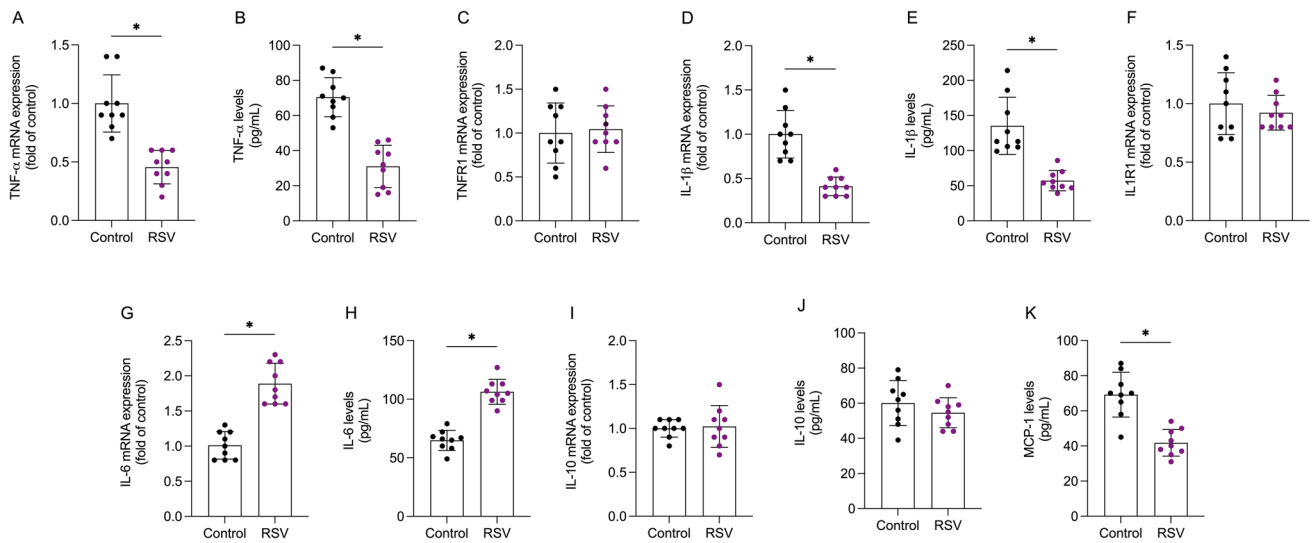 A
TNF-α mRNA expression
(fold of control)
1.5
1.0
0.5
0.0
*
Control RSV
B
TNF-α levels
(pg/mL)
100
80
60
40
20
0
*
Control RSV
C
TNFR1 mRNA expression
(fold of control)
2.0
1.5
1.0
0.5
0.0
Control RSV
D
IL-1β mRNA expression
(fold of control)
2.0
1.5
1.0
0.5
0.0
*
Control RSV
E
IL-1β levels
(pg/mL)
250
200
150
100
50
0
*
Control RSV
F
IL1R1 mRNA expression
(fold of control)
1.5
1.0
0.5
0.0
Control RSV
G
IL-6 mRNA expression
(fold of control)
2.5
2.0
1.5
1.0
0.5
0.0
*
Control RSV
H
IL-6 levels
(pg/mL)
150
100
50
0
*
Control RSV
I
IL-10 mRNA expression
(fold of control)
2.0
1.5
1.0
0.5
0.0
Control RSV
J
IL-10 levels
(pg/mL)
100
80
60
40
20
0
Control RSV
K
MCP-1 levels
(pg/mL)
100
80
60
40
20
0
*
Control RSV